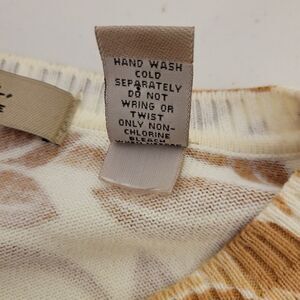 HAND WASH
COLD
SEPARATELY
DO NOT
WRING OR
TWIST
ONLY NON-
CHLORINE
BLEACH